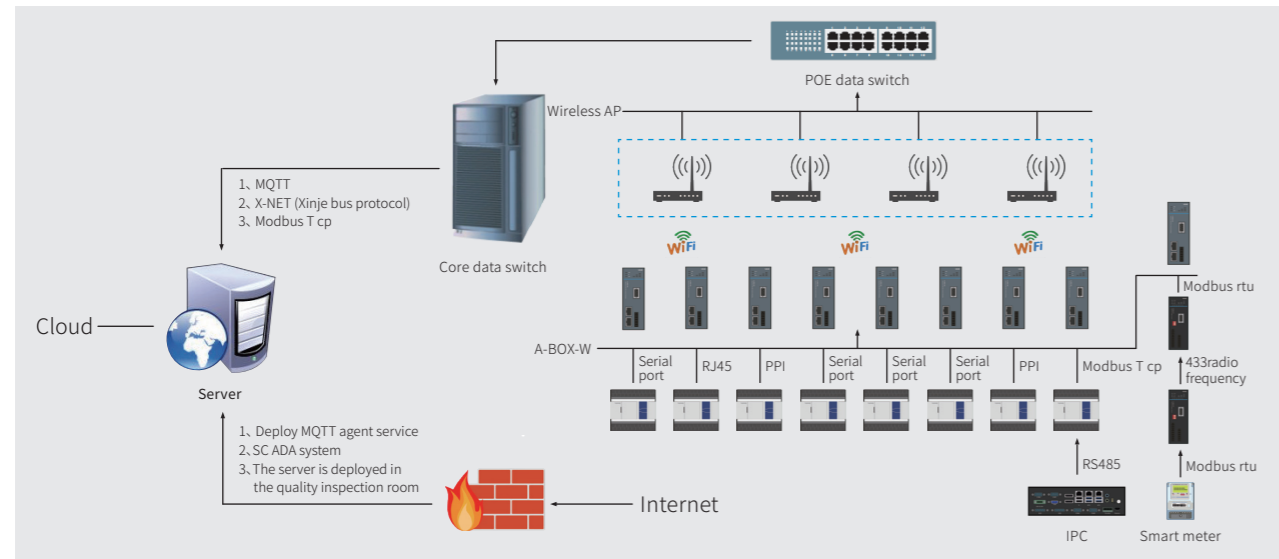 POE data switch
Wireless AP
1、MQTT
2、X-NET (Xinje bus protocol)
3、Modbus T cp
Core data switch
WiFi
WiFi
WiFi
Modbus rtu
Cloud
A-BOX-W
Serial
port
RJ45
PPI
Serial
port
Serial
port
Serial
port
PPI
Modbus T cp
433radio
frequency
Server
1、Deploy MQTT agent service
2、SC ADA system
3、The server is deployed in
the quality inspection room
RS485
Modbus rtu
Internet
IPC
Smart meter